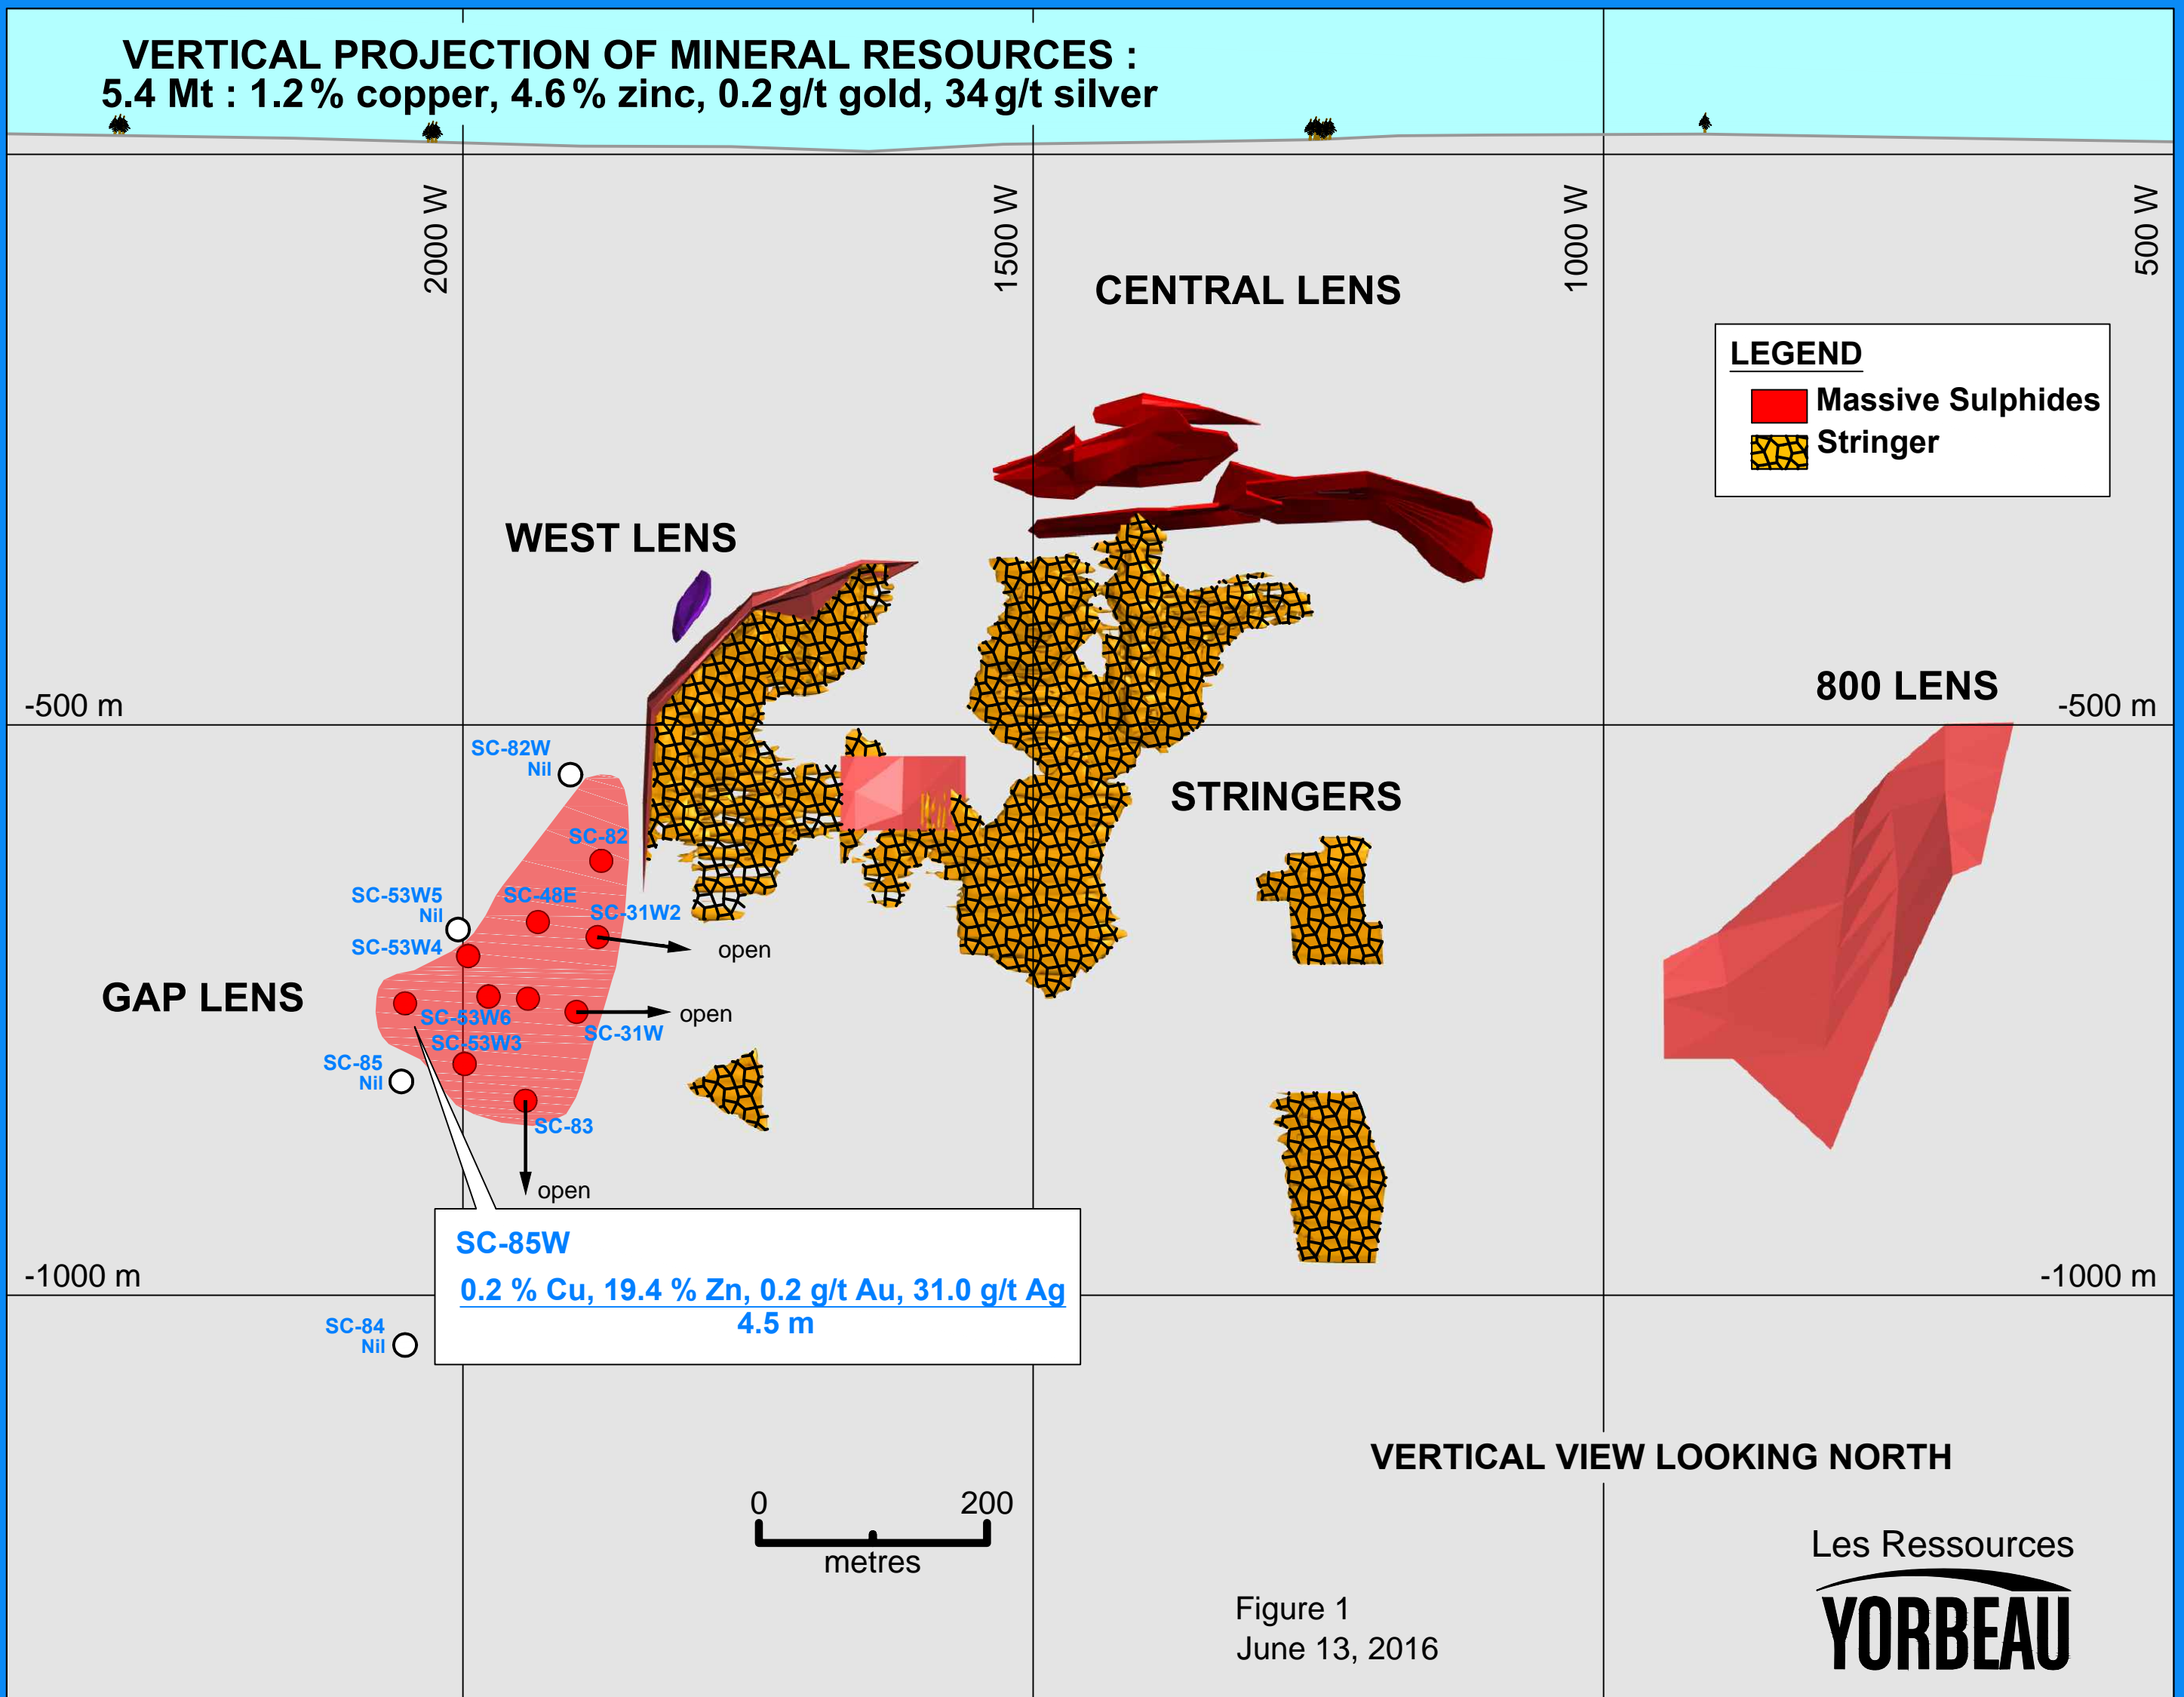 VERTICAL PROJECTION OF MINERAL RESOURCES :
5.4 Mt : 1.2 % copper, 4.6 % zinc, 0.2 g/t gold, 34 g/t silver
2000 W
1500 W
1000 W
500 W
CENTRAL LENS
LEGEND
Massive Sulphides
Stringer
WEST LENS
800 LENS
-500 m
-500 m
SC-82W
Nil
STRINGERS
SC-82
SC-53W5
Nil
SC-48E
SC-31W2
SC-53W4
open
GAP LENS
SC-53W6
open
SC-31W
SC-53W3
SC-85
Nil
SC-83
open
SC-85W
0.2 % Cu, 19.4 % Zn, 0.2 g/t Au, 31.0 g/t Ag
4.5 m
-1000 m
-1000 m
SC-84
Nil
VERTICAL VIEW LOOKING NORTH
0 200
metres
Les Ressources
YORBEAU
Figure 1
June 13, 2016